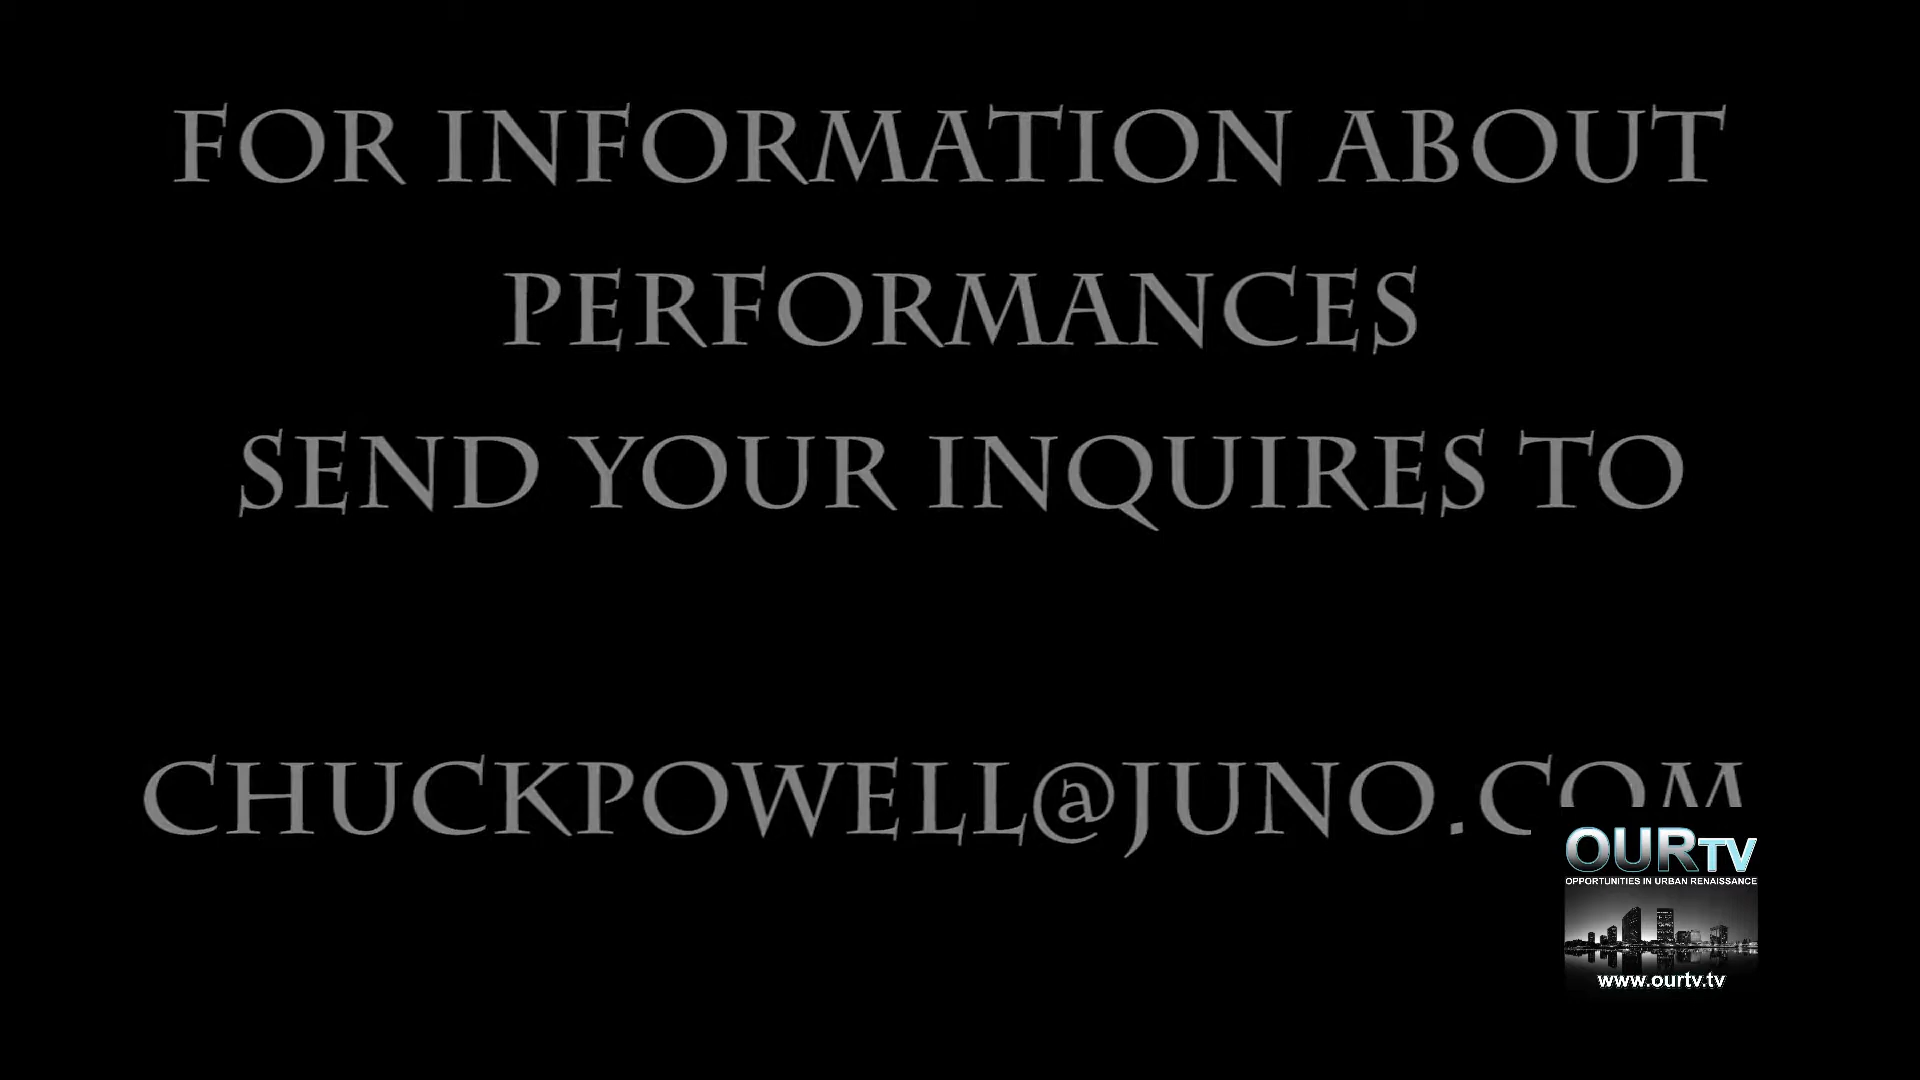 FOR INFORMATION ABOUT
PERFORMANCES
SEND YOUR INQUIRES TO
CHUCKPOWELL@JUNO.COM
OURTV
OPPORTUNITIES IN URBAN RENAISSANCE
www.ourtv.tv